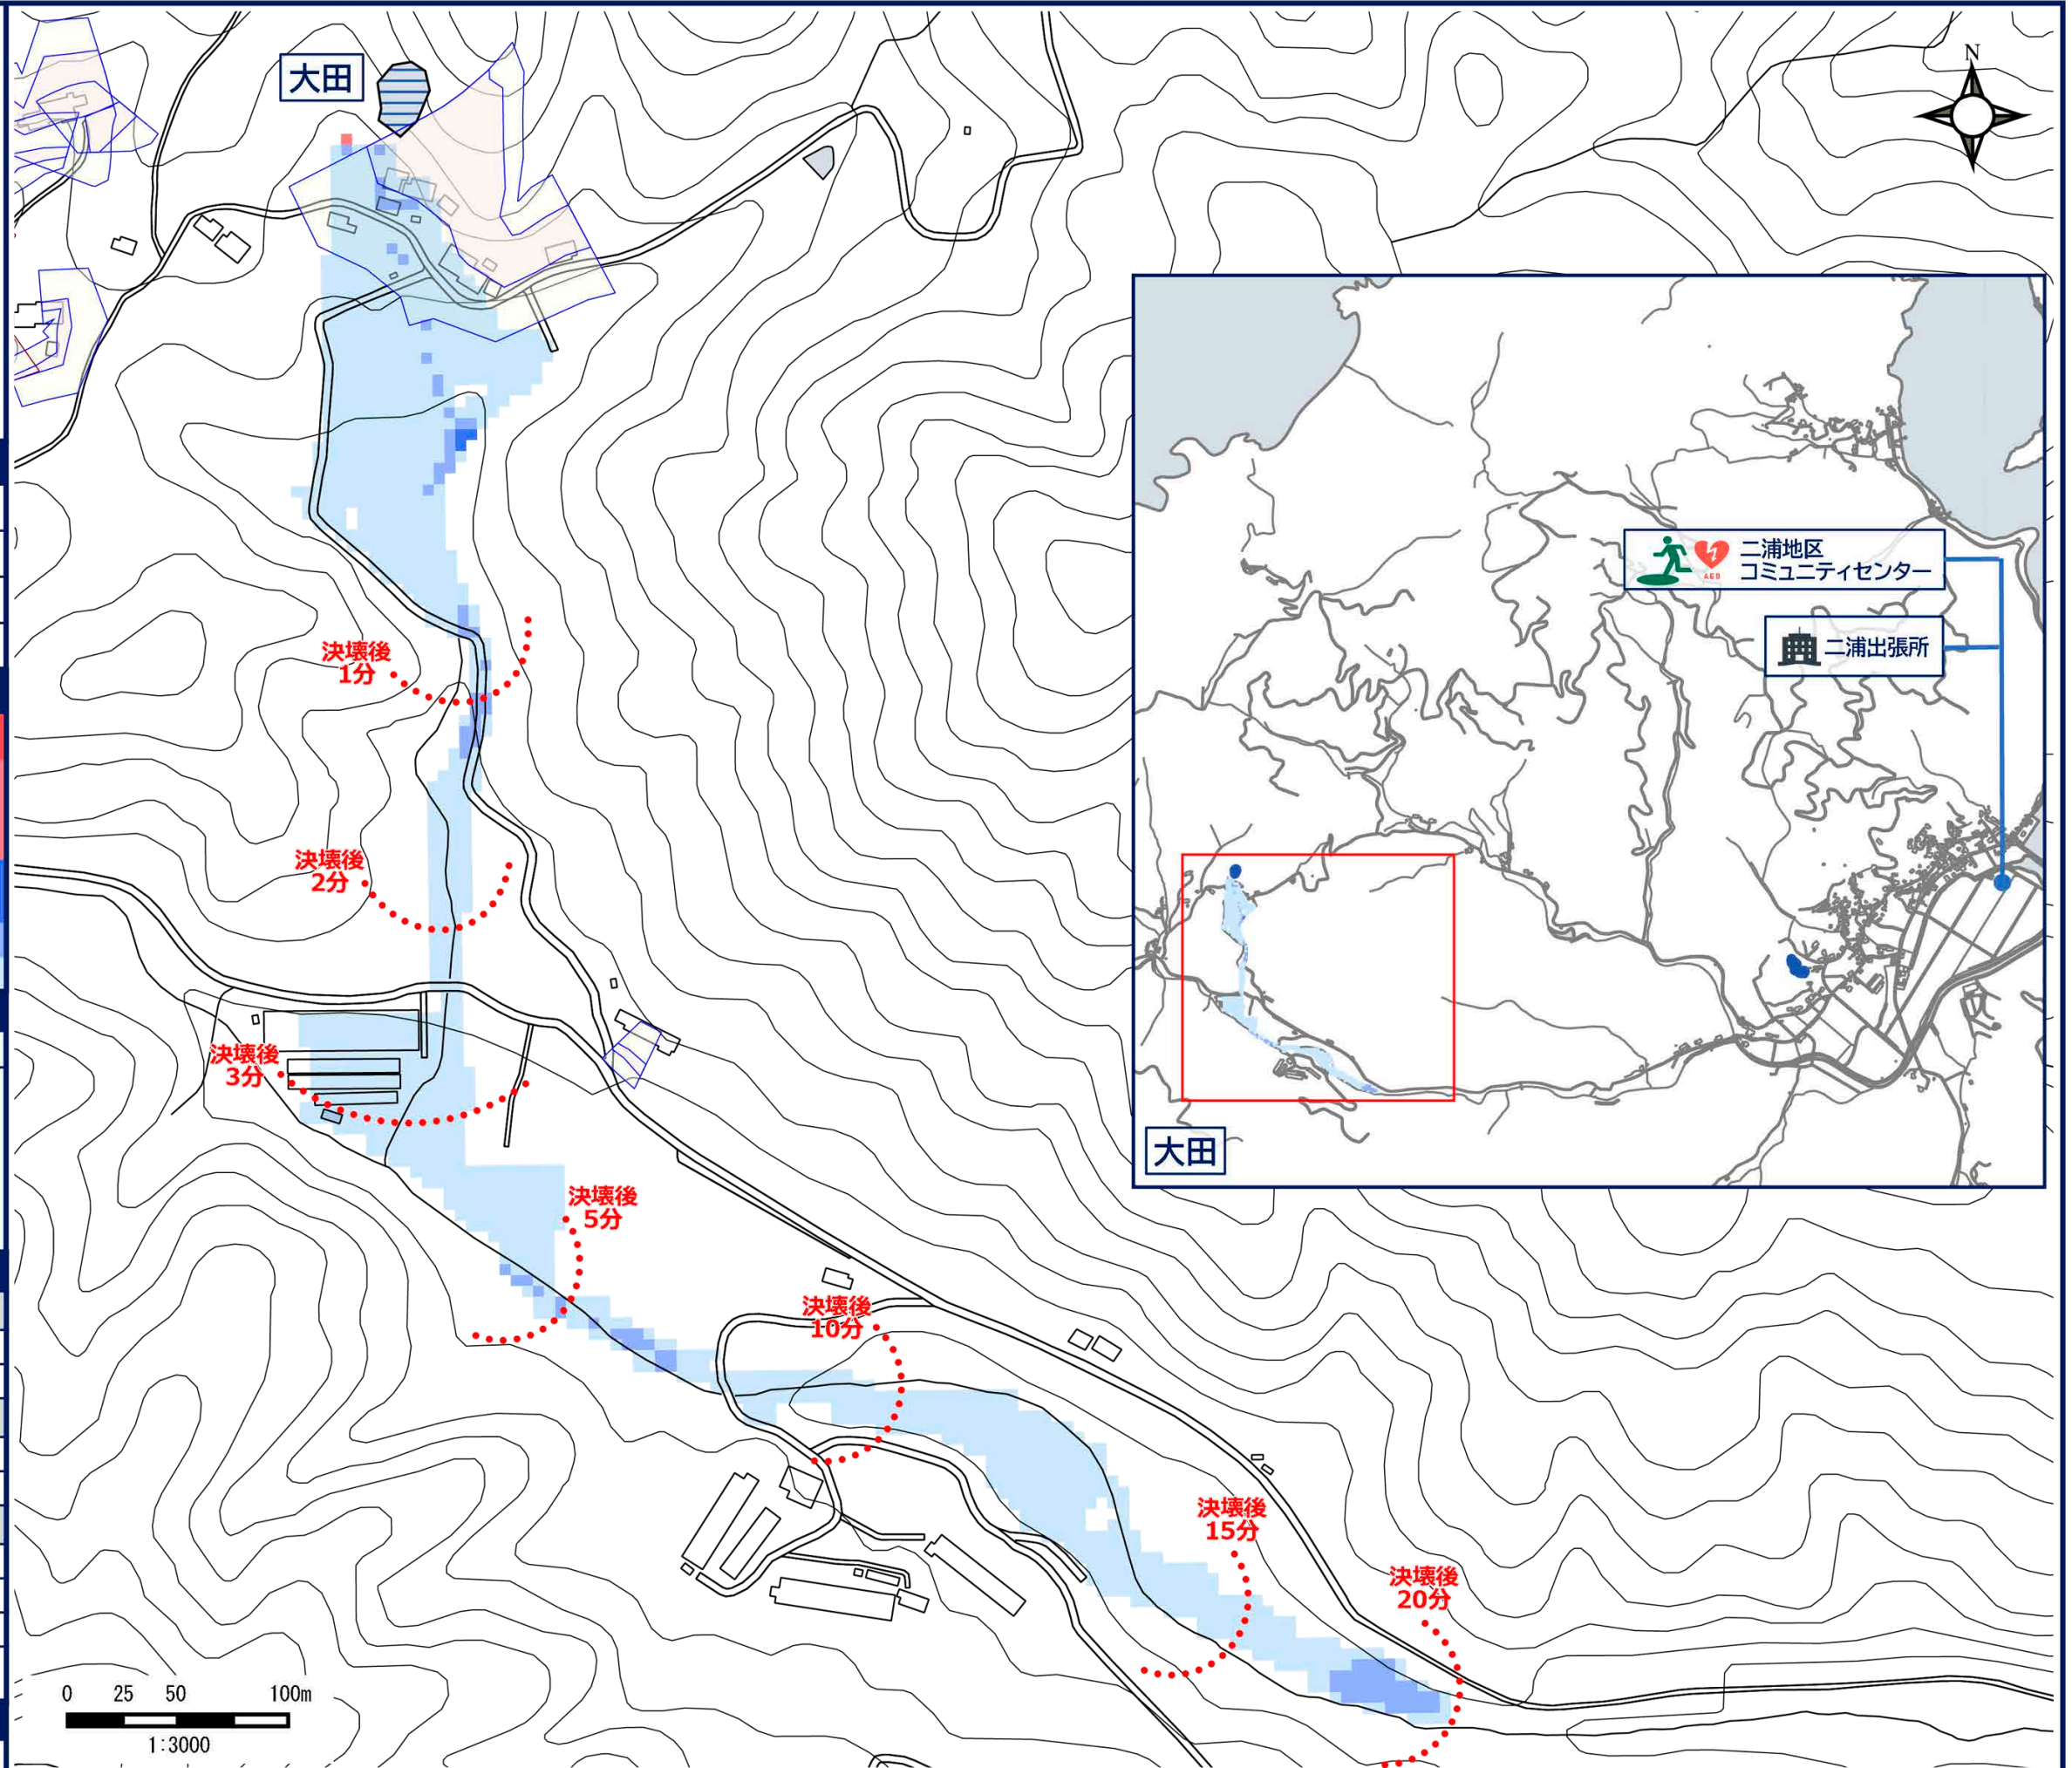 大田
N
二浦地区
コミュニティセンター
AED
二浦出張所
決壊後
1分
決壊後
2分
決壊後
3分
大田
決壊後
5分
決壊後
10分
決壊後
15分
決壊後
20分
0 25 50 100m
1:3000